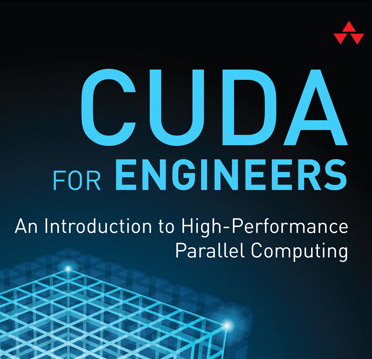 CUDA
FOR ENGINEERS
An Introduction to High-Performance
Parallel Computing